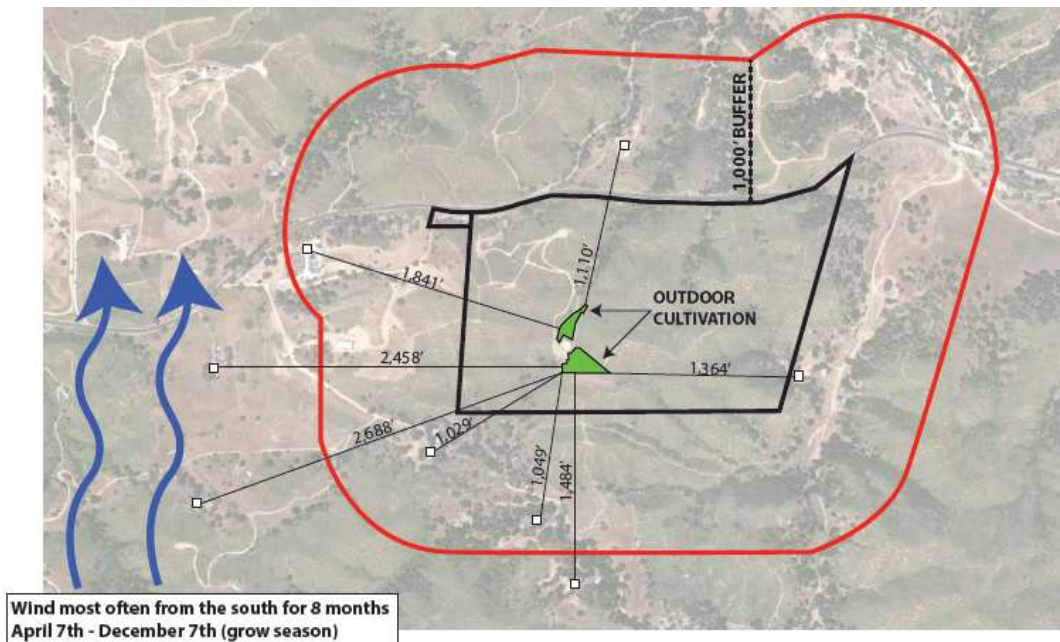 1,000' BUFFER
1,110'
1,841'
OUTDOOR
CULTIVATION
2,458'
1,364'
2,688'
1,029'
1,049'
1,484'
Wind most often from the south for 8 months
April 7th - December 7th (grow season)